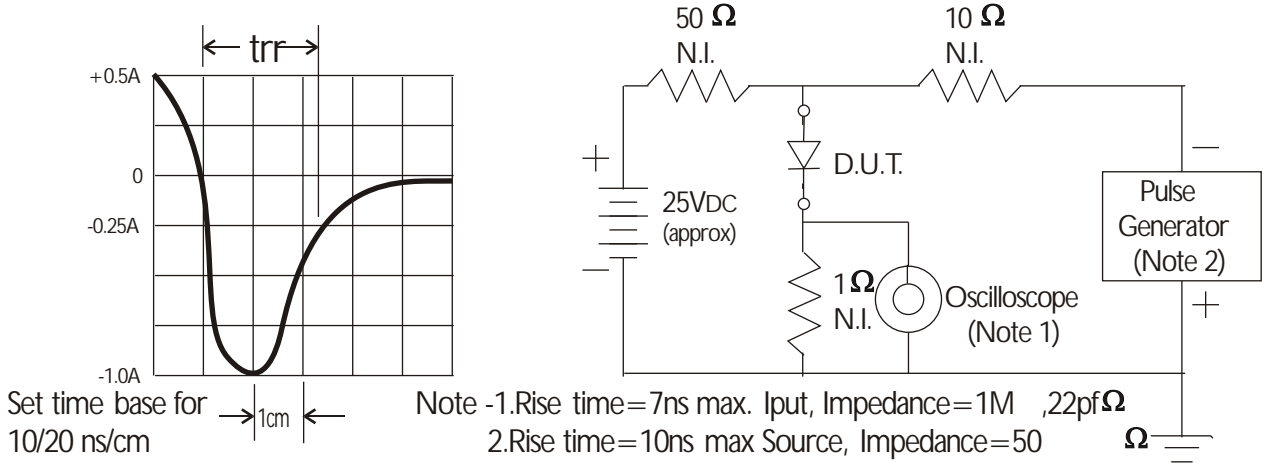 trr
+0.5A
0
-0.25A
-1.0A
1cm
Set time base for
10/20 ns/cm
50 Ω
N.I.
10 Ω
N.I.
+
25VDC
(approx)
−
D.U.T.
1Ω
N.I.
Oscilloscope
(Note 1)
−
Pulse
Generator
(Note 2)
+
Note -1.Rise time=7ns max. Iput, Impedance=1M ,22pfΩ
2.Rise time=10ns max Source, Impedance=50 Ω